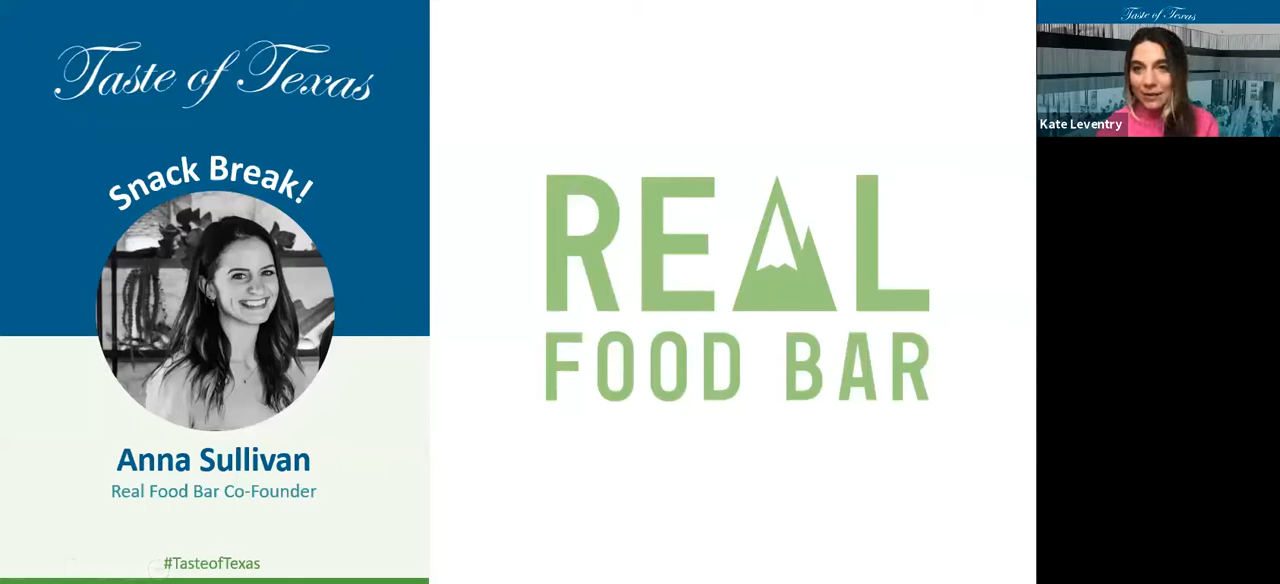 Taste of Texas
Snack Break!
Anna Sullivan
Real Food Bar Co-Founder
#TasteofTexas
REAL
FOOD BAR
Taste of Texas
Kate Leventry